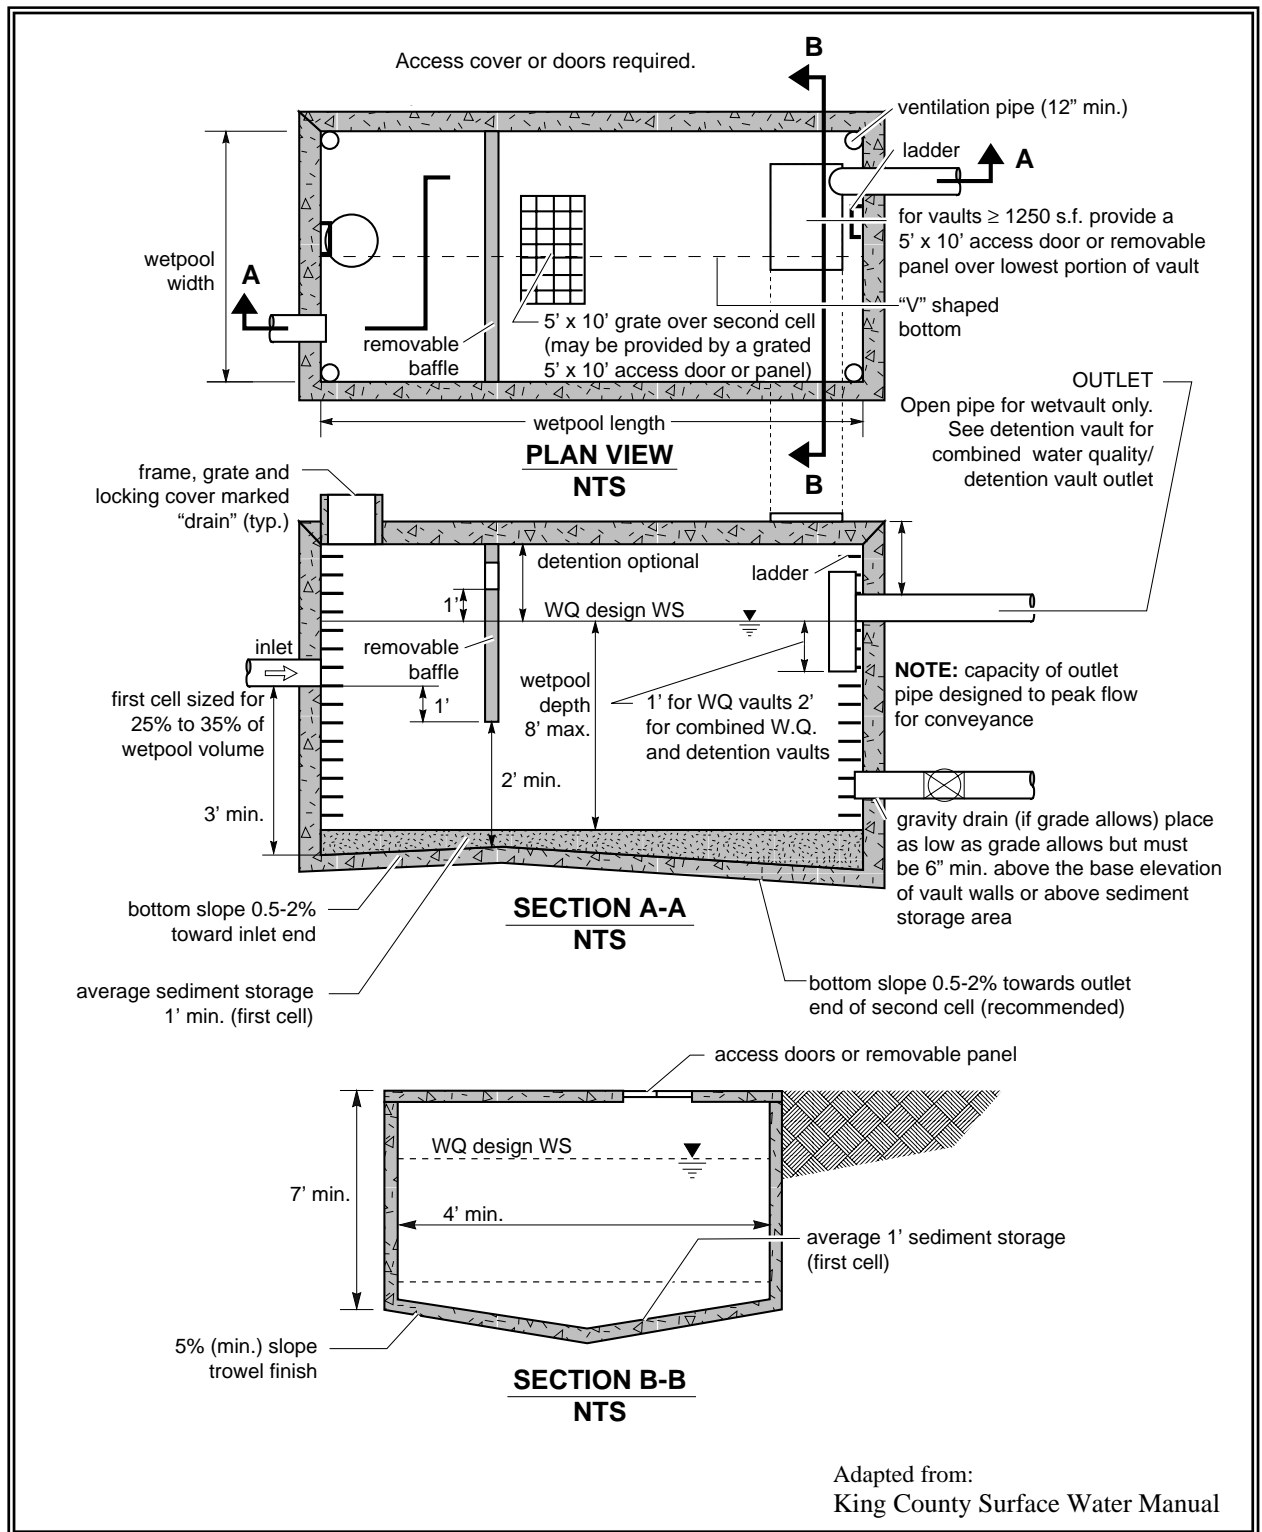 Access cover or doors required.
B
ventilation pipe (12” min.)
ladder
A
for vaults ≥ 1250 s.f. provide a
5’ x 10’ access door or removable
panel over lowest portion of vault
wetpool
width
A
“V” shaped
bottom
removable
baffle
5’ x 10’ grate over second cell
(may be provided by a grated
5’ x 10’ access door or panel)
wetpool length
PLAN VIEW
NTS
B
OUTLET
Open pipe for wetvault only.
See detention vault for
combined water quality/
detention vault outlet
frame, grate and
locking cover marked
“drain” (typ.)
detention optional
ladder
1’
WQ design WS
inlet
removable
baffle
first cell sized for
25% to 35% of
wetpool volume
1’
wetpool
depth
8’ max.
1’ for WQ vaults 2’
for combined W.Q.
and detention vaults
NOTE: capacity of outlet
pipe designed to peak flow
for conveyance
2’ min.
3’ min.
gravity drain (if grade allows) place
as low as grade allows but must
be 6” min. above the base elevation
of vault walls or above sediment
storage area
bottom slope 0.5-2%
toward inlet end
SECTION A-A
NTS
average sediment storage
1’ min. (first cell)
bottom slope 0.5-2% towards outlet
end of second cell (recommended)
access doors or removable panel
WQ design WS
7’ min.
4’ min.
average 1’ sediment storage
(first cell)
5% (min.) slope
trowel finish
SECTION B-B
NTS
Adapted from:
King County Surface Water Manual